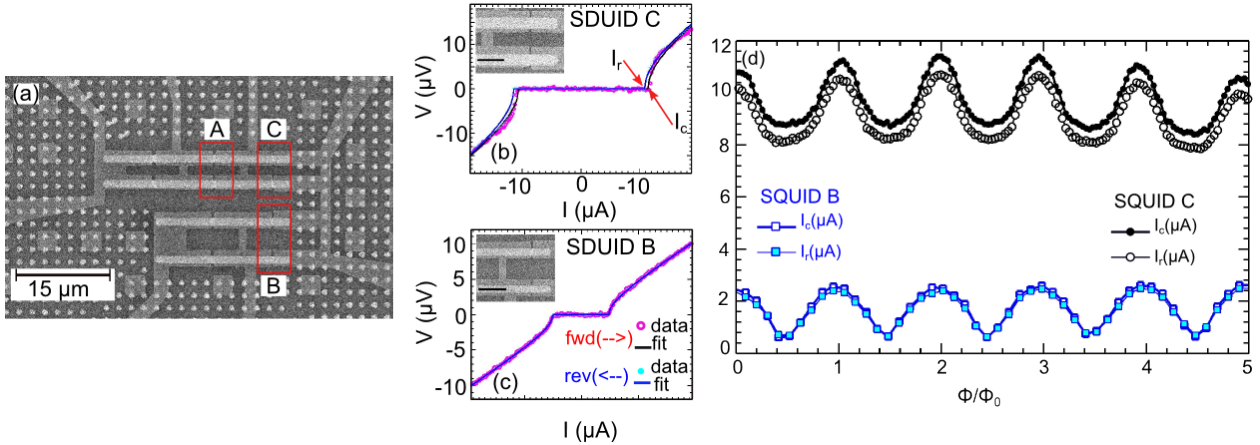 (a)
A
C
B
15 μm
SDUID C
10
0
-10
V (μV)
(b)
I_r
I_c
-10
0
-10
I (μA)
SDUID B
10
5
0
-5
-10
V (μV)
(c)
fwd(-->)
data
fit
rev(<--)
data
fit
I (μA)
(d)
12
10
8
6
4
2
0
SQUID B
I_c(μA)
I_r(μA)
SQUID C
I_c(μA)
I_r(μA)
0
1
2
3
4
5
Φ/Φ_0